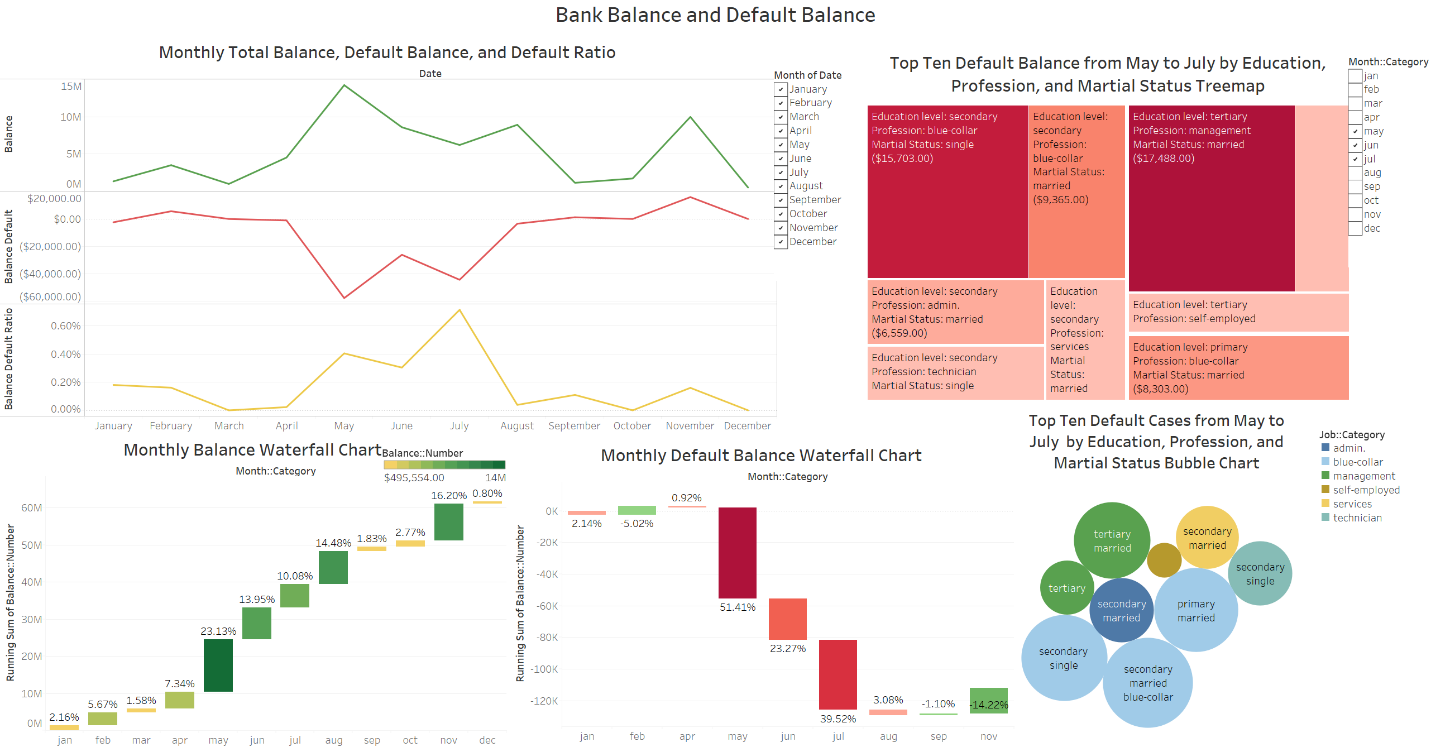 Bank Balance and Default Balance
Monthly Total Balance, Default Balance, and Default Ratio
Date
Balance
15M
10M
5M
0M
Balance Default
$20,000.00
$0.00
($20,000.00)
($40,000.00)
($60,000.00)
Balance Default Ratio
0.60%
0.40%
0.20%
0.00%
January February March April May June July August September October November December
Month of Date
January
February
March
April
May
June
July
August
September
October
November
December
Top Ten Default Balance from May to July by Education,
Profession, and Martial Status Treemap
Education level: secondary
Profession: blue-collar
Martial Status: single
($15,703.00)
Education level:
secondary
Profession:
blue-collar
Martial Status:
married
($9,365.00)
Education level: tertiary
Profession: management
Martial Status: married
($17,488.00)
Education level: secondary
Profession: admin.
Martial Status: married
($6,559.00)
Education level: secondary
Profession: technician
Martial Status: single
Education
level:
secondary
Profession:
services
Martial
Status:
married
Education level: tertiary
Profession: self-employed
Education level: primary
Profession: blue-collar
Martial Status: married
($8,303.00)
Month::Category
jan
feb
mar
apr
may
jun
jul
aug
sep
oct
nov
dec
Monthly Balance Waterfall Chart
Month::Category
Balance::Number
$495,554.00 14M
Running Sum of Balance::Number
60M
50M
40M
30M
20M
10M
0M
2.16%
5.67%
1.58%
7.34%
23.13%
13.95%
10.08%
14.48%
1.83%
2.77%
16.20%
0.80%
jan feb mar apr may jun jul aug sep oct nov dec
Monthly Default Balance Waterfall Chart
Month::Category
Running Sum of Balance::Number
0K
-20K
-40K
-60K
-80K
-100K
-120K
2.14%
-5.02%
0.92%
51.41%
23.27%
39.52%
3.08%
-1.10%
-14.22%
jan feb mar apr may jun jul aug sep nov
Top Ten Default Cases from May to
July by Education, Profession, and
Martial Status Bubble Chart
tertiary
married
secondary
married
secondary
single
tertiary
secondary
married
primary
married
secondary
single
secondary
married
blue-collar
Job::Category
admin.
blue-collar
management
self-employed
services
technician